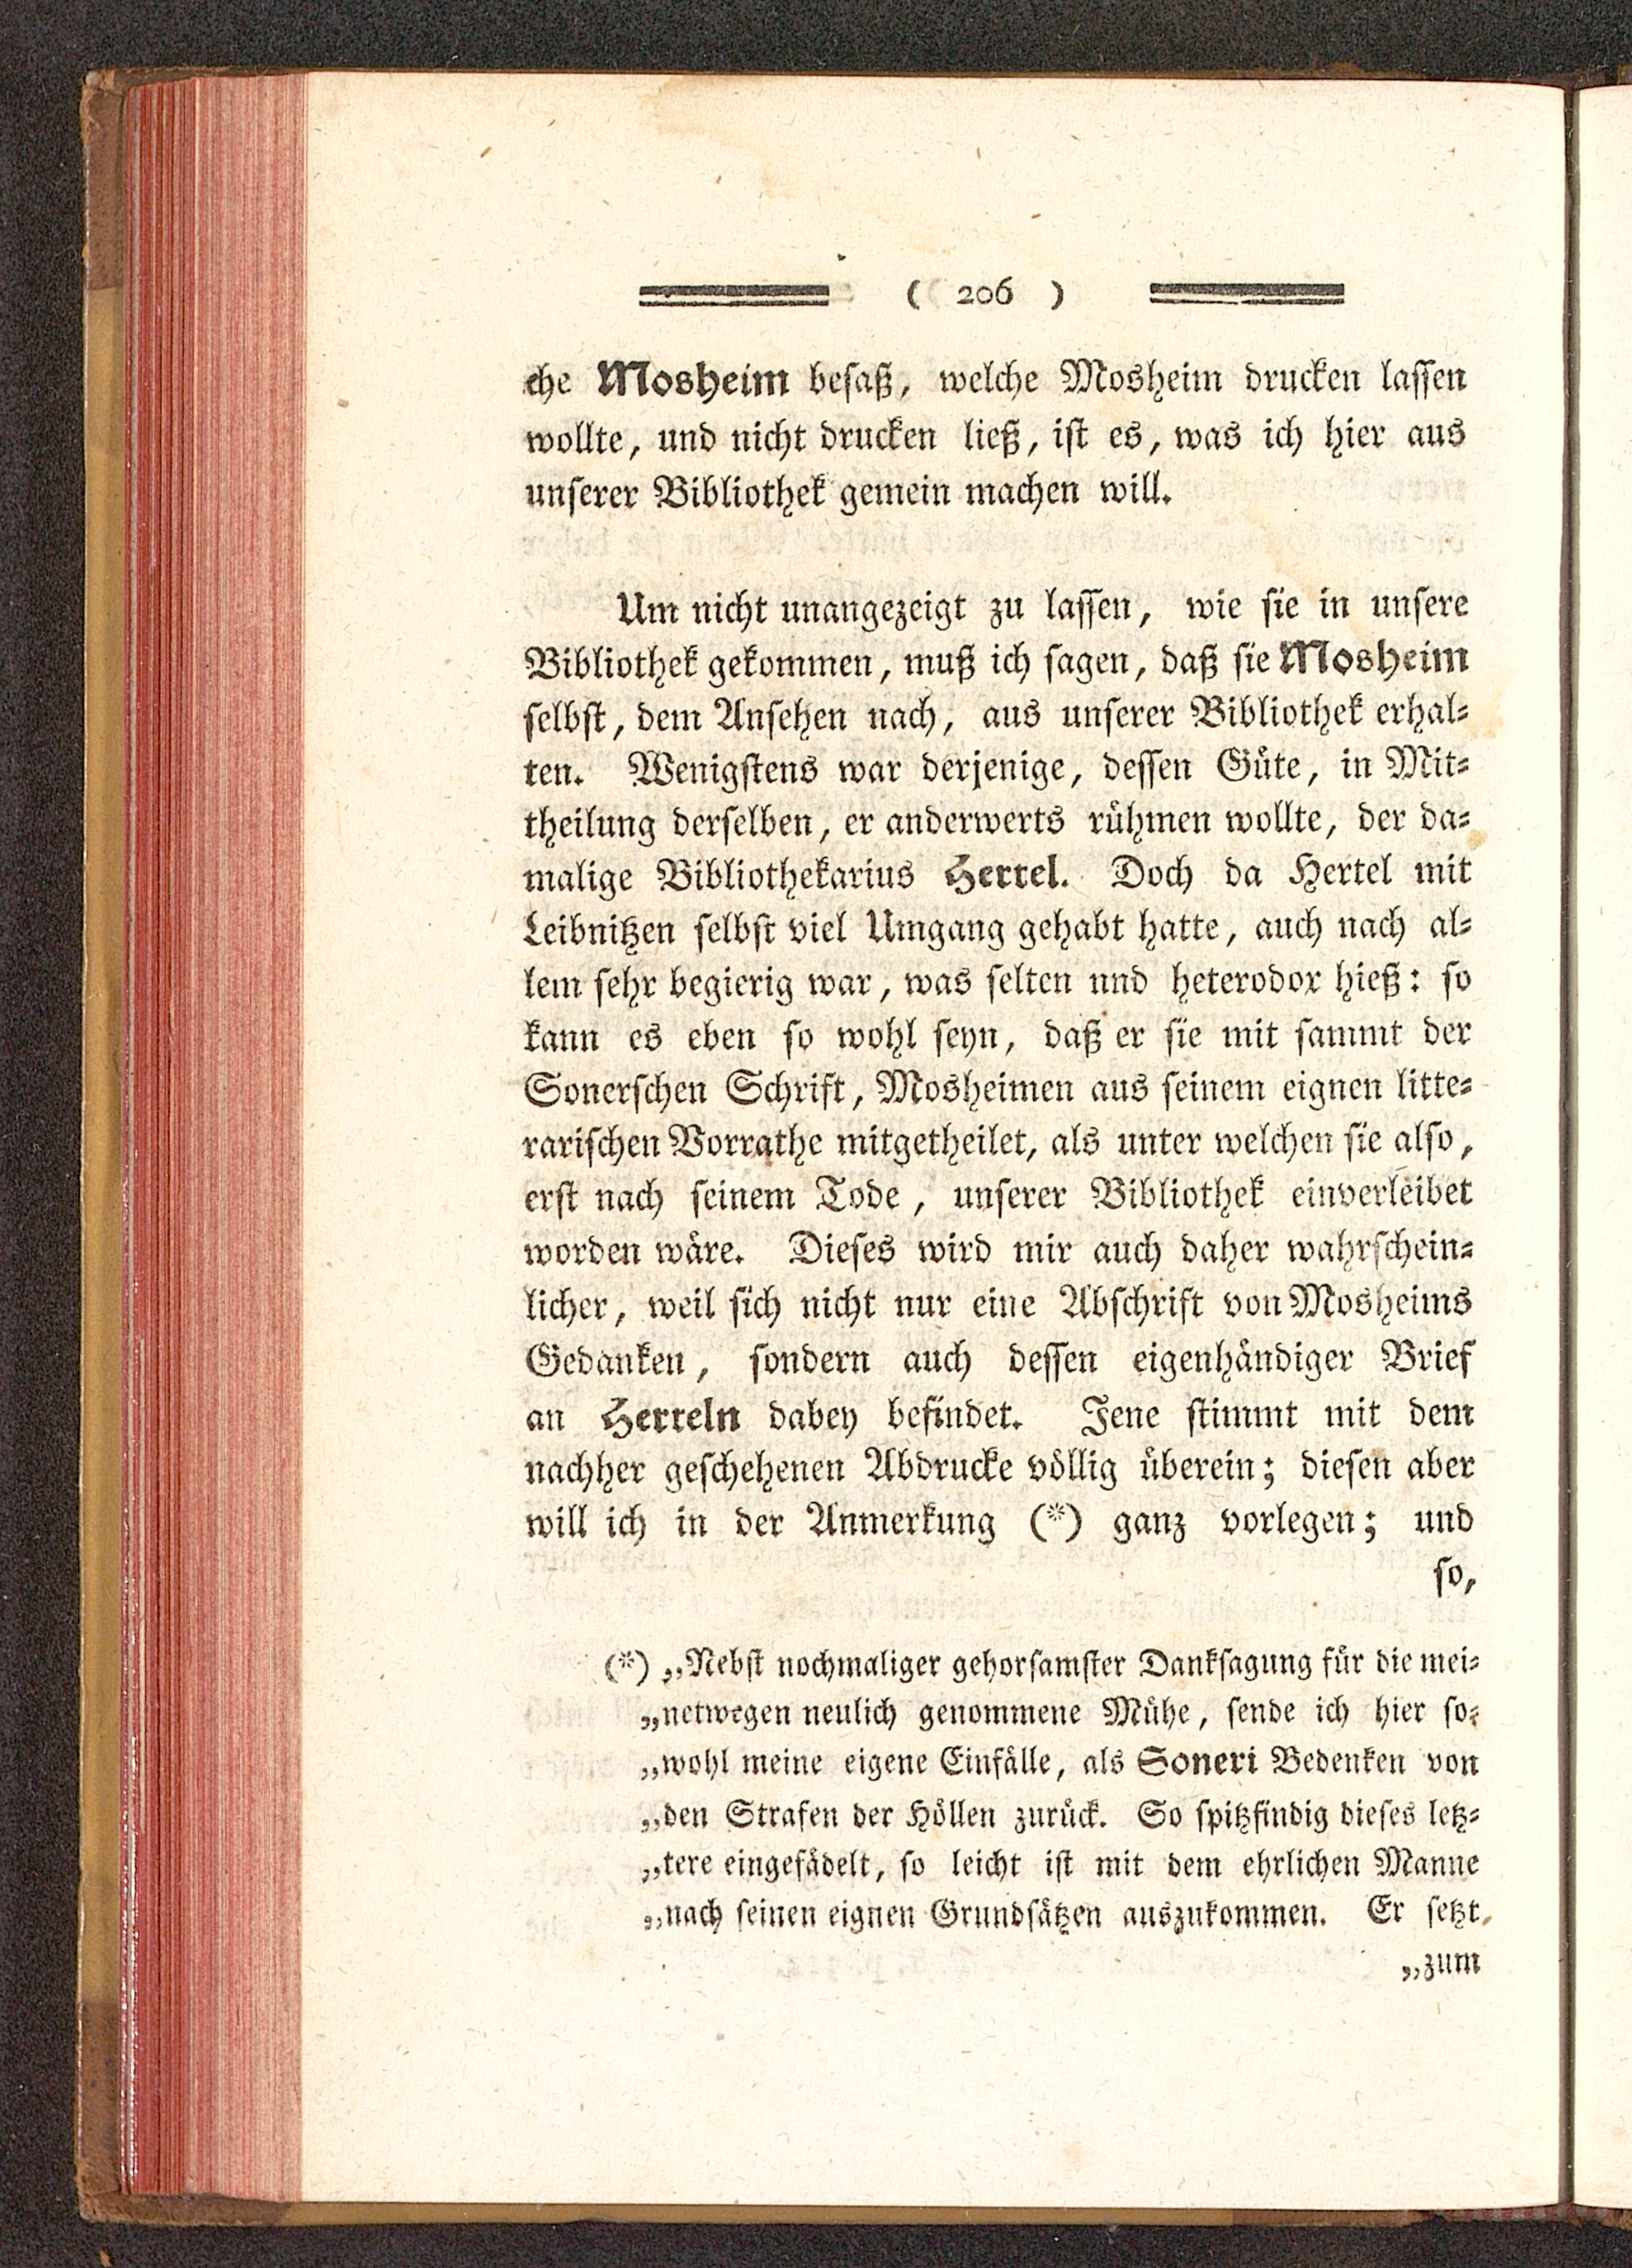 ( 206 )
che Mosheim besaß, welche Mosheim drucken lassen
wollte, und nicht drucken ließ, ist es, was ich hier aus
unserer Bibliothek gemein machen will.
Um nicht unangezeigt zu lassen, wie sie in unsere
Bibliothek gekommen, muß ich sagen, daß sie Mosheim
selbst, dem Ansehen nach, aus unserer Bibliothek erhal⸗
ten. Wenigstens war derjenige, dessen Güte, in Mit⸗
theilung derselben, er anderwerts rühmen wollte, der da⸗
malige Bibliothekarius Hertel. Doch da Hertel mit
Leibnitzen selbst viel Umgang gehabt hatte, auch nach al⸗
lem sehr begierig war, was selten und heterodox hieß: so
kann es eben so wohl seyn, daß er sie mit sammt der
Sonerschen Schrift, Mosheimen aus seinem eignen litte⸗
rarischen Vorrathe mitgetheilet, als unter welchen sie also,
erst nach seinem Tode, unserer Bibliothek einverleibet
worden wäre. Dieses wird mir auch daher wahrschein⸗
licher, weil sich nicht nur eine Abschrift von Mosheims
Gedanken, sondern auch dessen eigenhändiger Brief
an Herteln dabey befindet. Jene stimmt mit dem
nachher geschehenen Abdrucke völlig überein; diesen aber
will ich in der Anmerkung (*) ganz vorlegen; und
so,
(*) „Nebst nochmaliger gehorsamster Danksagung für die mei⸗
„netwegen neulich genommene Mühe, sende ich hier so⸗
„wohl meine eigene Einfälle, als Soneri Bedenken von
„den Strafen der Höllen zurück. So spitzfindig dieses letz⸗
„tere eingefädelt, so leicht ist mit dem ehrlichen Manne
„nach seinen eignen Grundsätzen auszukommen. Er setzt
„zum